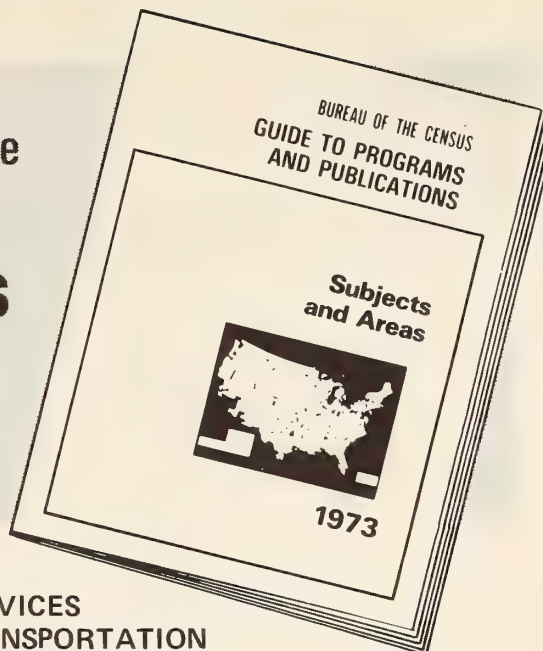 e
s
BUREAU OF THE CENSUS
GUIDE TO PROGRAMS
AND PUBLICATIONS
Subjects
and Areas
1973
VICES
NSPORTATION